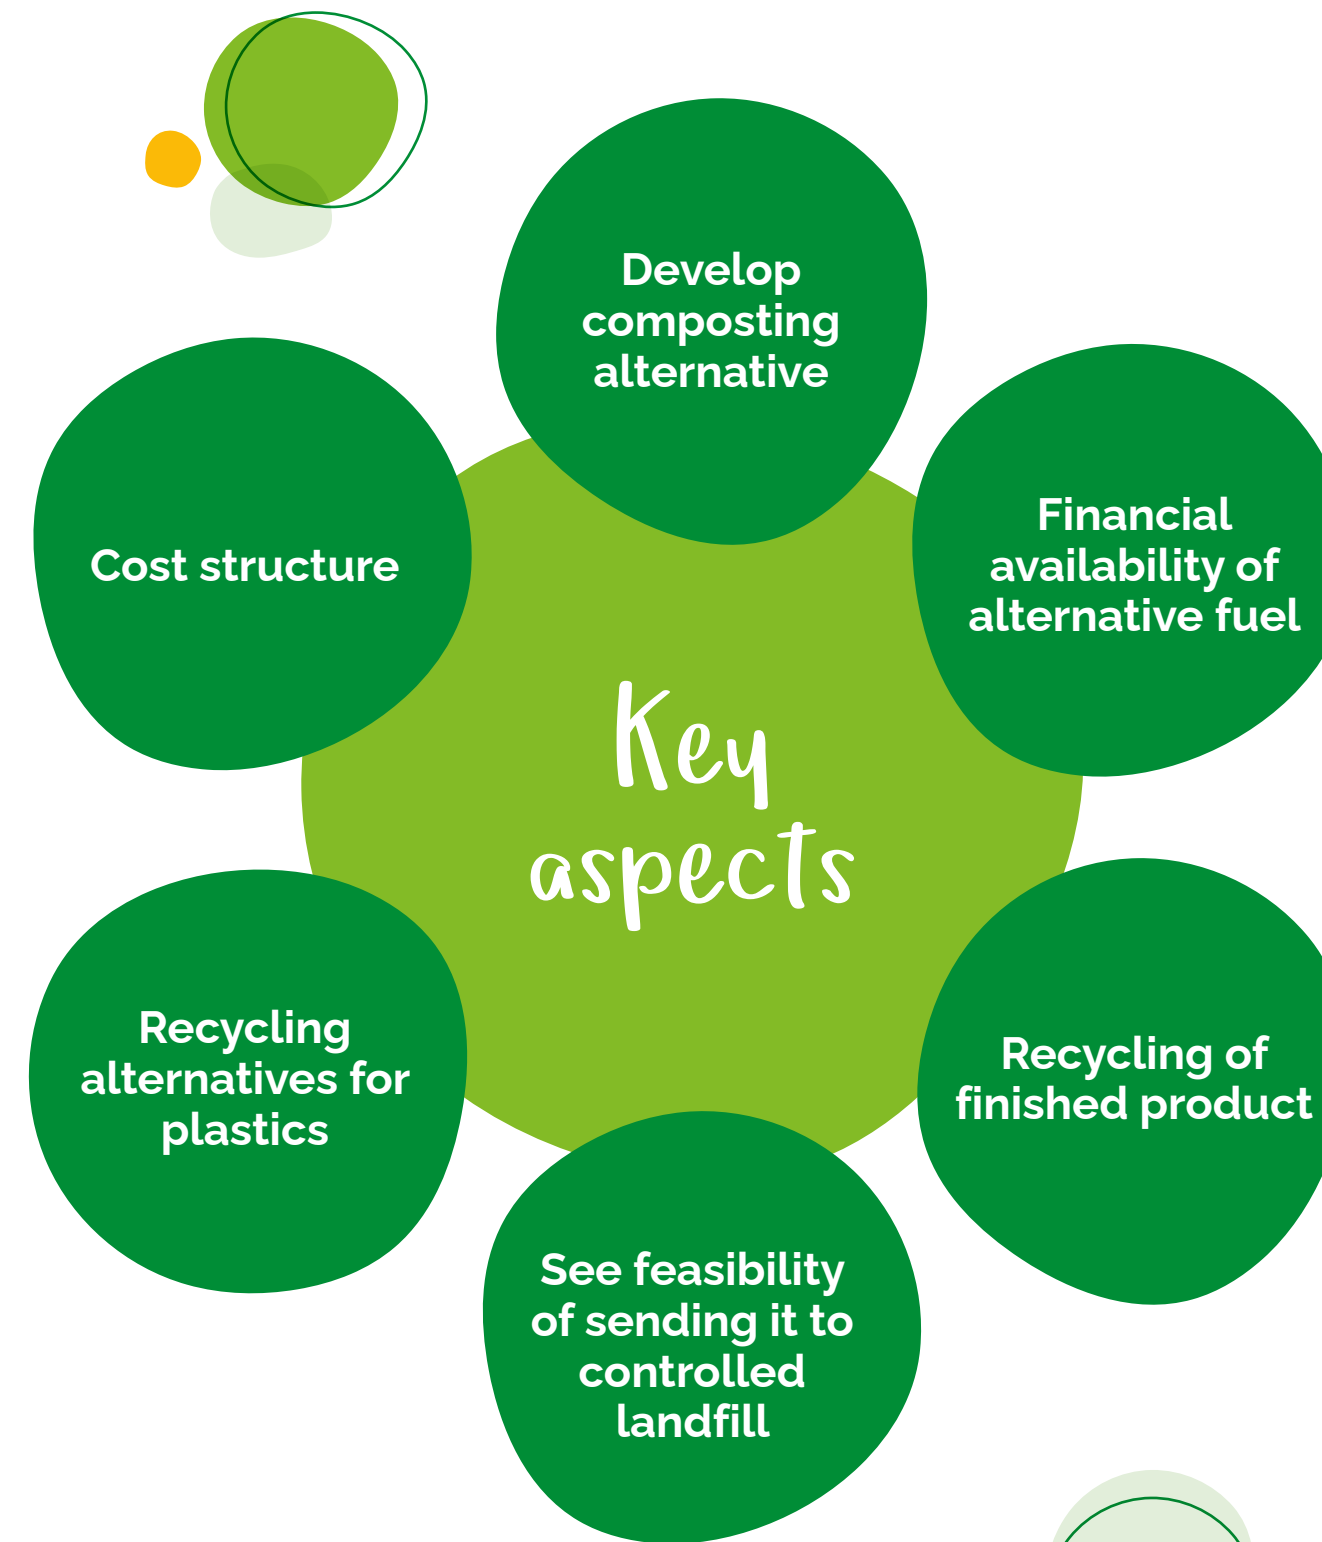 Develop
composting
alternative
Financial
availability of
alternative fuel
Cost structure
Key
aspects
Recycling
alternatives for
plastics
Recycling of
finished product
See feasibility
of sending it to
controlled
landfill